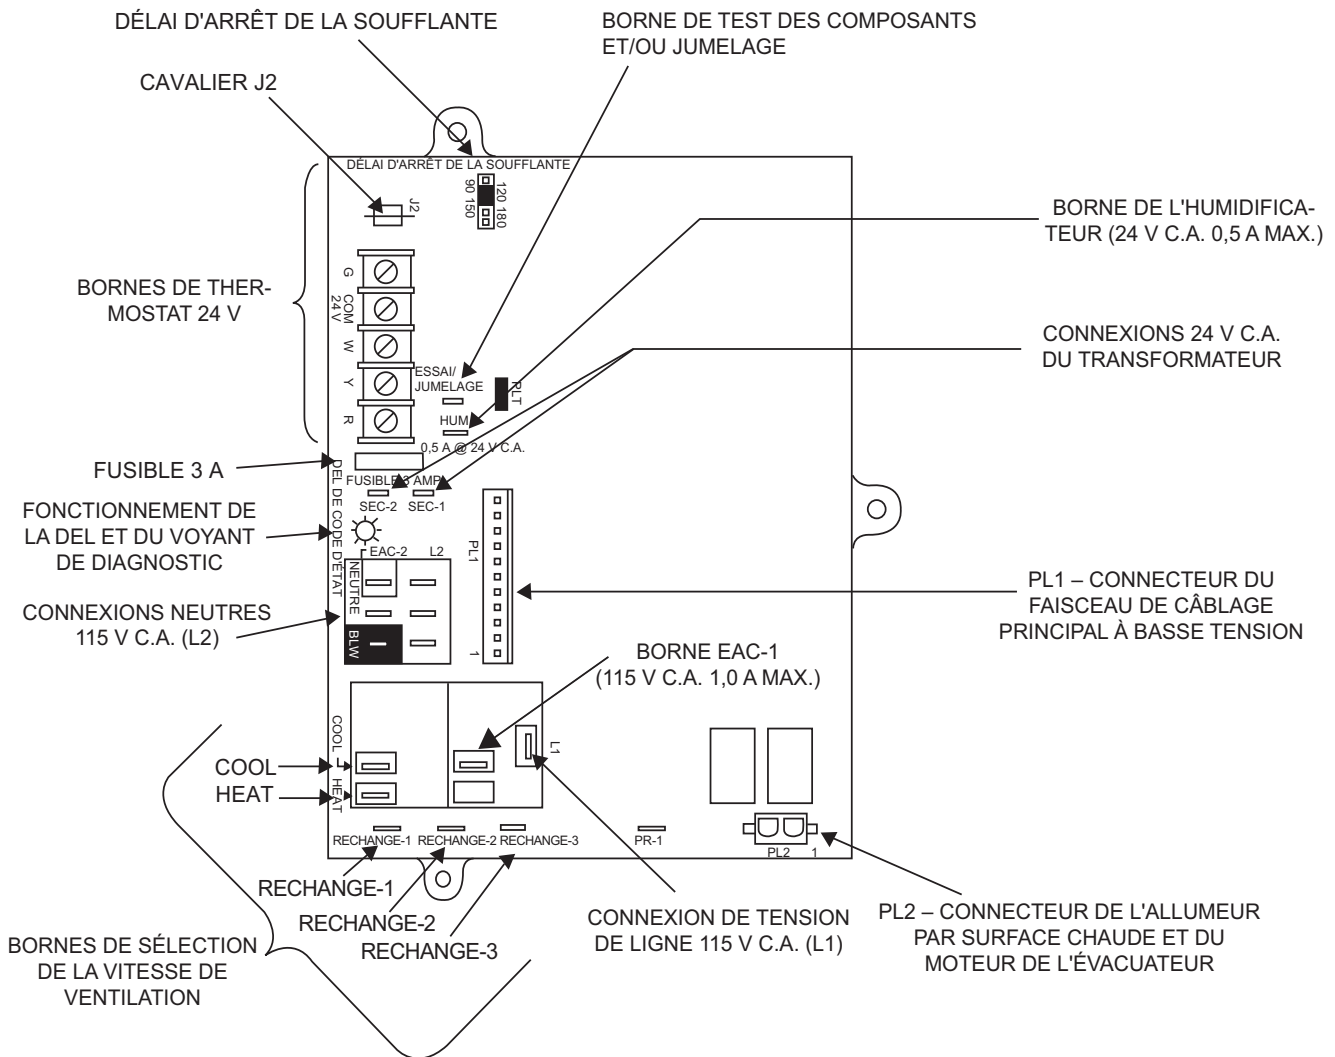 DÉLAI D'ARRÊT DE LA SOUFFLANTE
BORNE DE TEST DES COMPOSANTS
ET/OU JUMELAGE
CAVALIER J2
DÉLAI D'ARRÊT DE LA SOUFFLANTE
J2
90 150
120 180
BORNE DE L'HUMIDIFICA-
TEUR (24 V C.A. 0,5 A MAX.)
BORNES DE THER-
MOSTAT 24 V
G
COM
24 V
W
Y
R
CONNEXIONS 24 V C.A.
DU TRANSFORMATEUR
ESSAI/
JUMELAGE
PLT
HUM
0,5 A @ 24 V C.A.
FUSIBLE 3 A
FUSIBLE 3 AMP
SEC-2
SEC-1
DEL DE CODE D'ÉTAT
FONCTIONNEMENT DE
LA DEL ET DU VOYANT
DE DIAGNOSTIC
EAC-2
L2
NEUTRE
BLW
PL1
1
CONNEXIONS NEUTRES
115 V C.A. (L2)
PL1 – CONNECTEUR DU
FAISCEAU DE CÂBLAGE
PRINCIPAL À BASSE TENSION
BORNE EAC-1
(115 V C.A. 1,0 A MAX.)
L1
COOL
HEAT
COOL
HEAT
RECHANGE-1
RECHANGE-2
RECHANGE-3
PR-1
PL2
1
RECHANGE-1
RECHANGE-2
RECHANGE-3
BORNES DE SÉLECTION
DE LA VITESSE DE
VENTILATION
CONNEXION DE TENSION
DE LIGNE 115 V C.A. (L1)
PL2 – CONNECTEUR DE L'ALLUMEUR
PAR SURFACE CHAUDE ET DU
MOTEUR DE L'ÉVACUATEUR